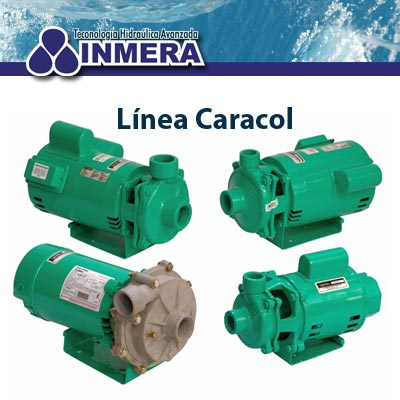 Tecnología Hidráulica Avanzada
INMERA
Línea Caracol